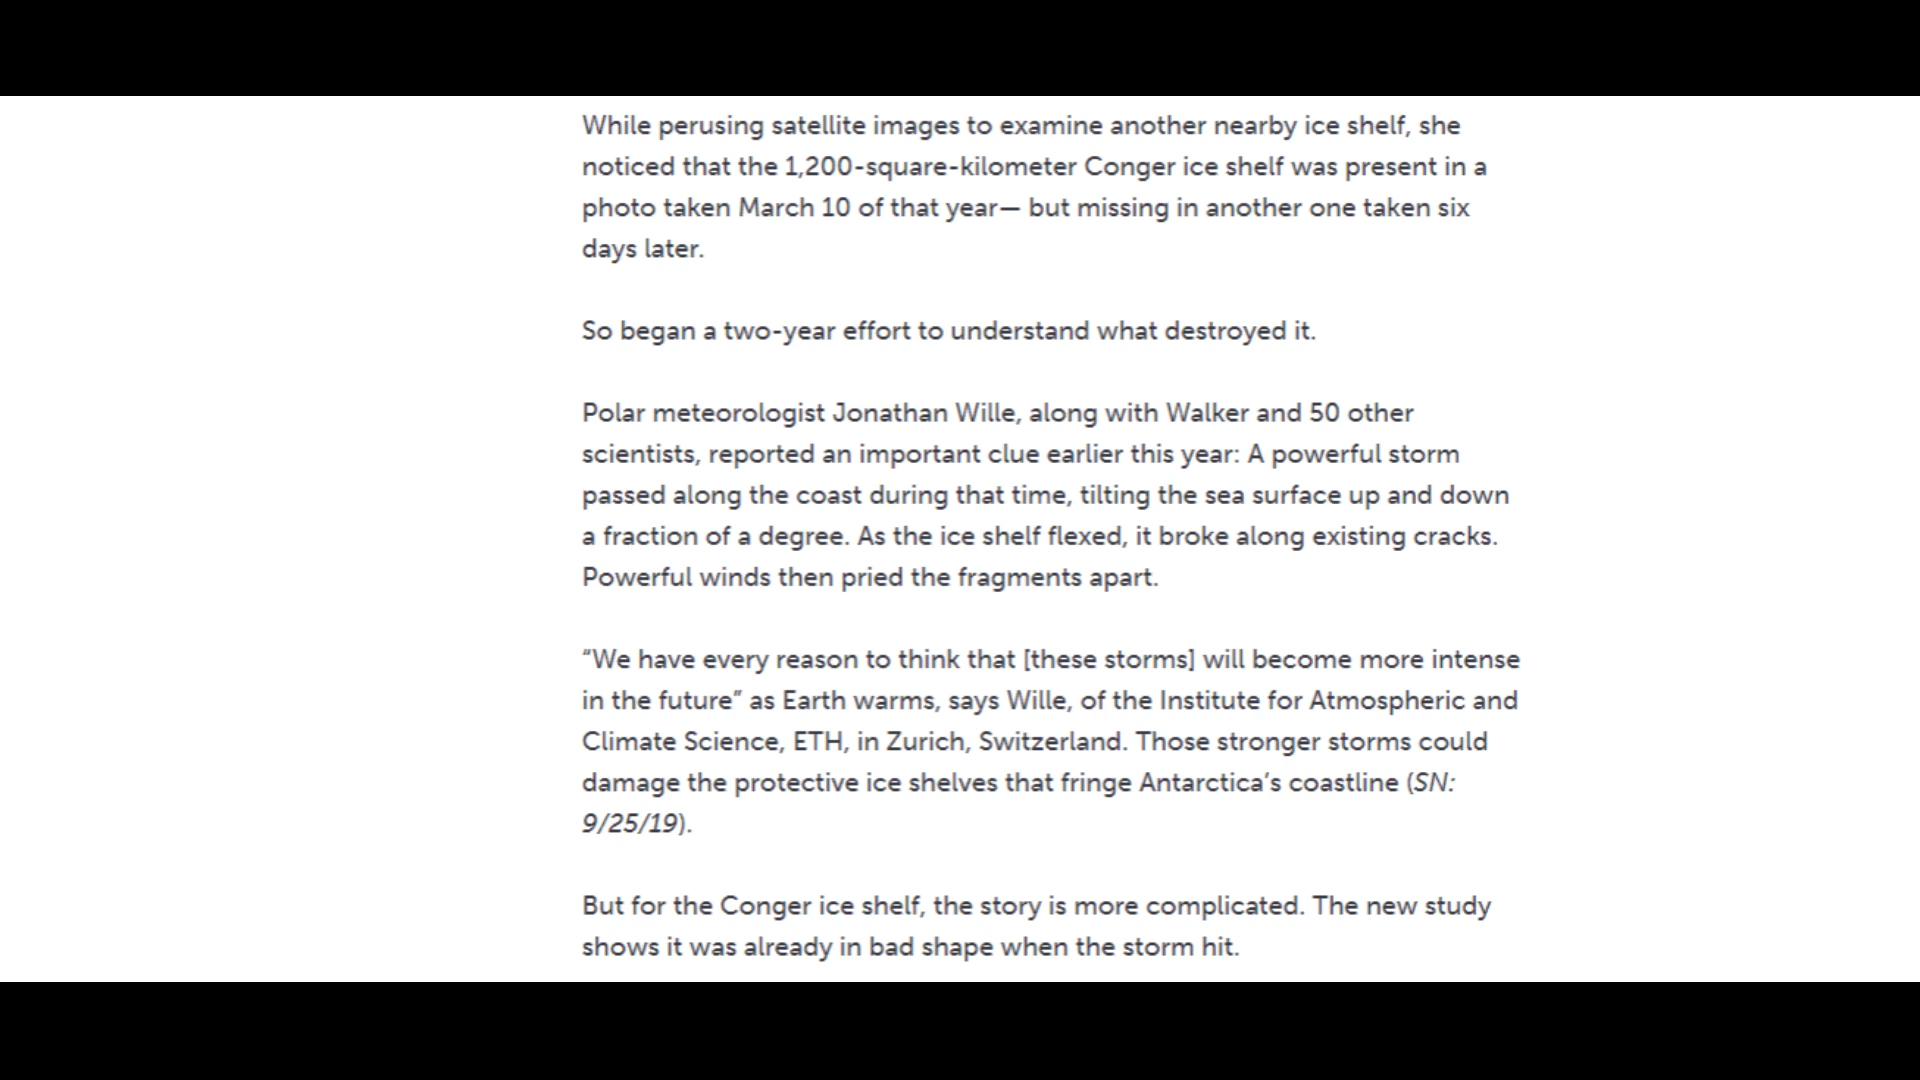 While perusing satellite images to examine another nearby ice shelf, she
noticed that the 1,200-square-kilometer Conger ice shelf was present in a
photo taken March 10 of that year— but missing in another one taken six
days later.
So began a two-year effort to understand what destroyed it.
Polar meteorologist Jonathan Wille, along with Walker and 50 other
scientists, reported an important clue earlier this year: A powerful storm
passed along the coast during that time, tilting the sea surface up and down
a fraction of a degree. As the ice shelf flexed, it broke along existing cracks.
Powerful winds then pried the fragments apart.
“We have every reason to think that [these storms] will become more intense
in the future” as Earth warms, says Wille, of the Institute for Atmospheric and
Climate Science, ETH, in Zurich, Switzerland. Those stronger storms could
damage the protective ice shelves that fringe Antarctica’s coastline (SN:
9/25/19).
But for the Conger ice shelf, the story is more complicated. The new study
shows it was already in bad shape when the storm hit.